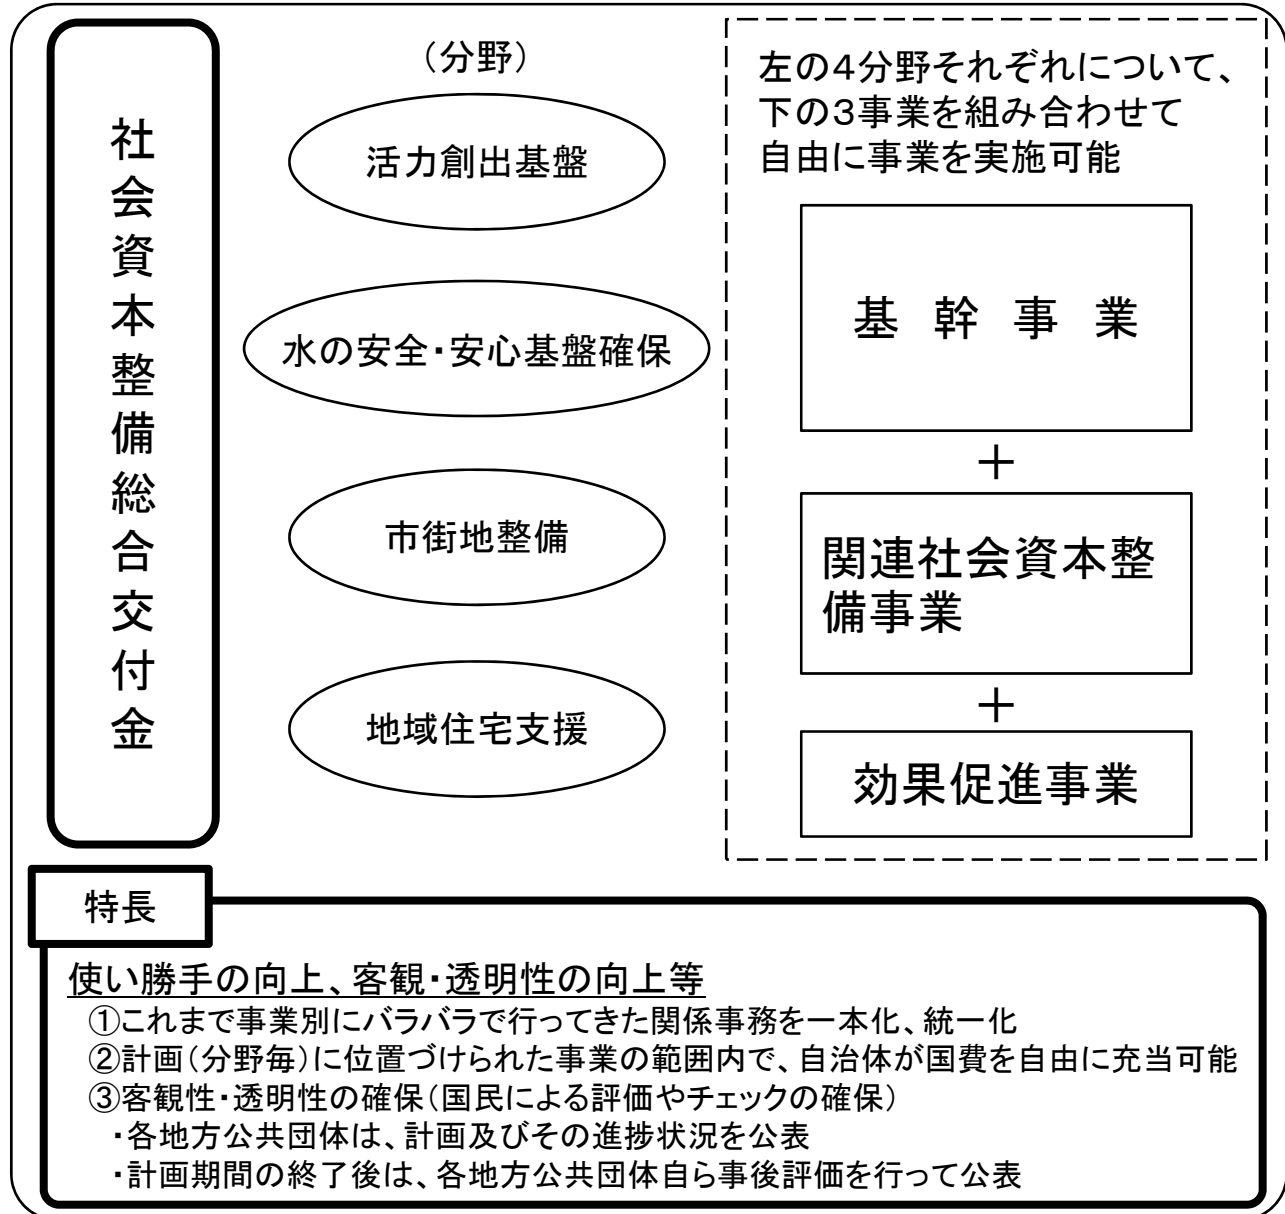 社会資本整備総合交付金
（分野）
活力創出基盤
水の安全・安心基盤確保
市街地整備
地域住宅支援
左の４分野それぞれについて、
下の３事業を組み合わせて
自由に事業を実施可能
基幹事業
＋
関連社会資本整
備事業
＋
効果促進事業
特長
使い勝手の向上、客観・透明性の向上等
①これまで事業別にバラバラで行ってきた関係事務を一本化、統一化
②計画（分野毎）に位置づけられた事業の範囲内で、自治体が国費を自由に充当可能
③客観性・透明性の確保（国民による評価やチェックの確保）
・各地方公共団体は、計画及びその進捗状況を公表
・計画期間の終了後は、各地方公共団体自ら事後評価を行って公表